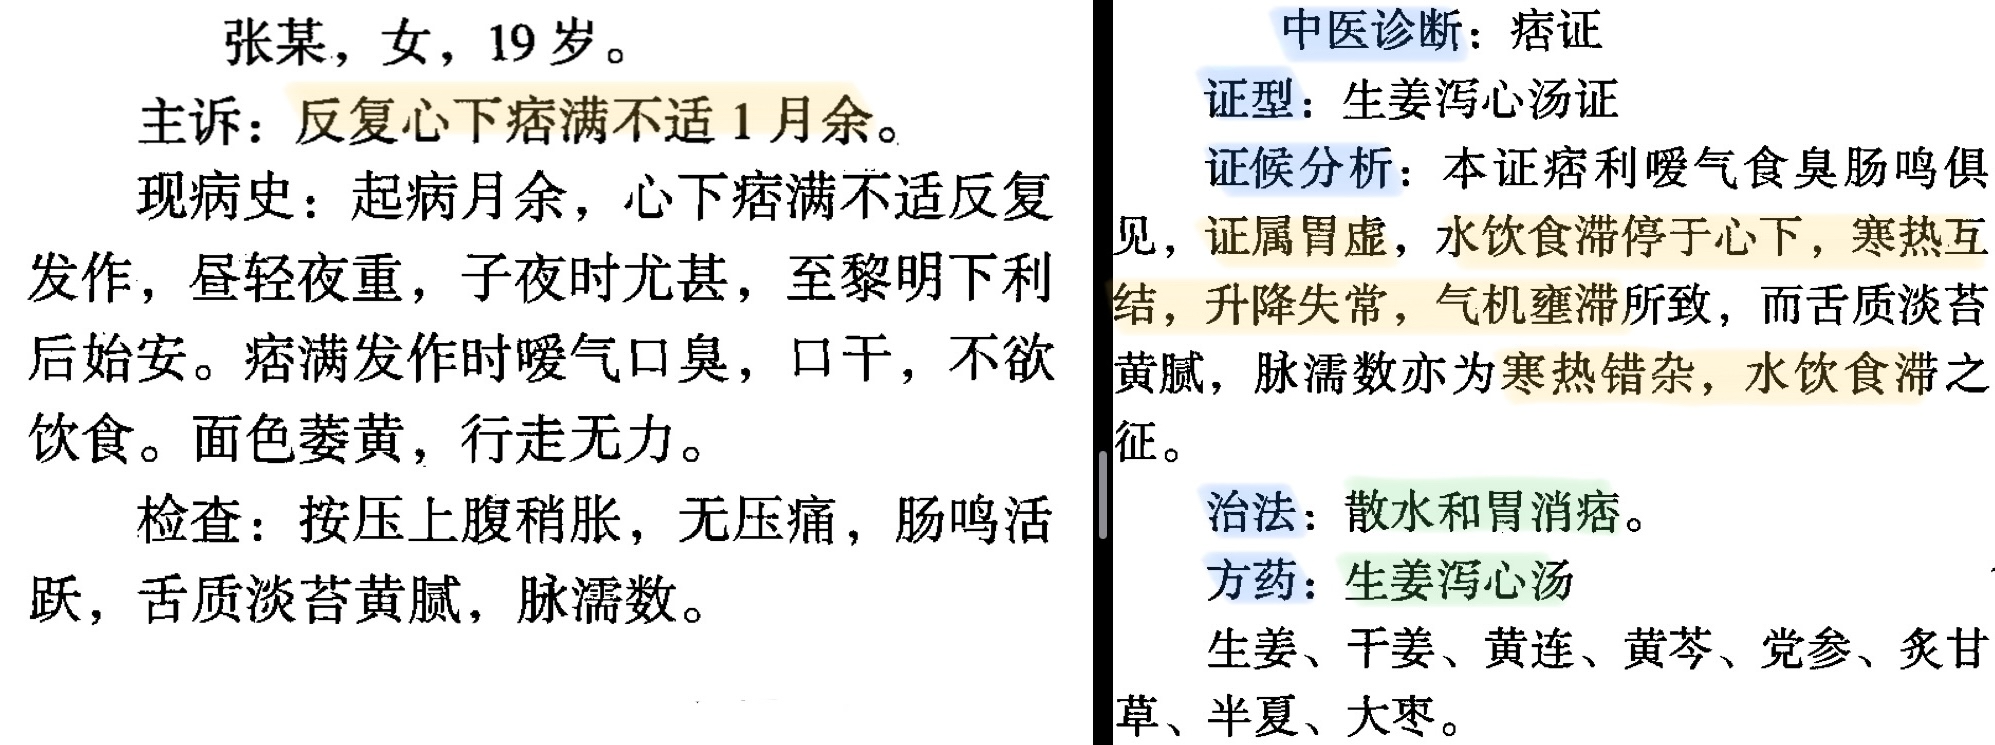 张某，女，19岁。
主诉：反复心下痞满不适1月余。
现病史：起病月余，心下痞满不适反复
发作，昼轻夜重，子夜时尤甚，至黎明下利
后始安。痞满发作时嗳气口臭，口干，不欲
饮食。面色萎黄，行走无力。
检查：按压上腹稍胀，无压痛，肠鸣活
跃，舌质淡苔黄腻，脉濡数。
中医诊断：痞证
证型：生姜泻心汤证
证候分析：本证痞利嗳气食臭肠鸣俱
见，证属胃虚，水饮食滞停于心下，寒热互
结，升降失常，气机壅滞所致，而舌质淡苔
黄腻，脉濡数亦为寒热错杂，水饮食滞之
征。
治法：散水和胃消痞。
方药：生姜泻心汤
生姜、干姜、黄连、黄芩、党参、炙甘
草、半夏、大枣。